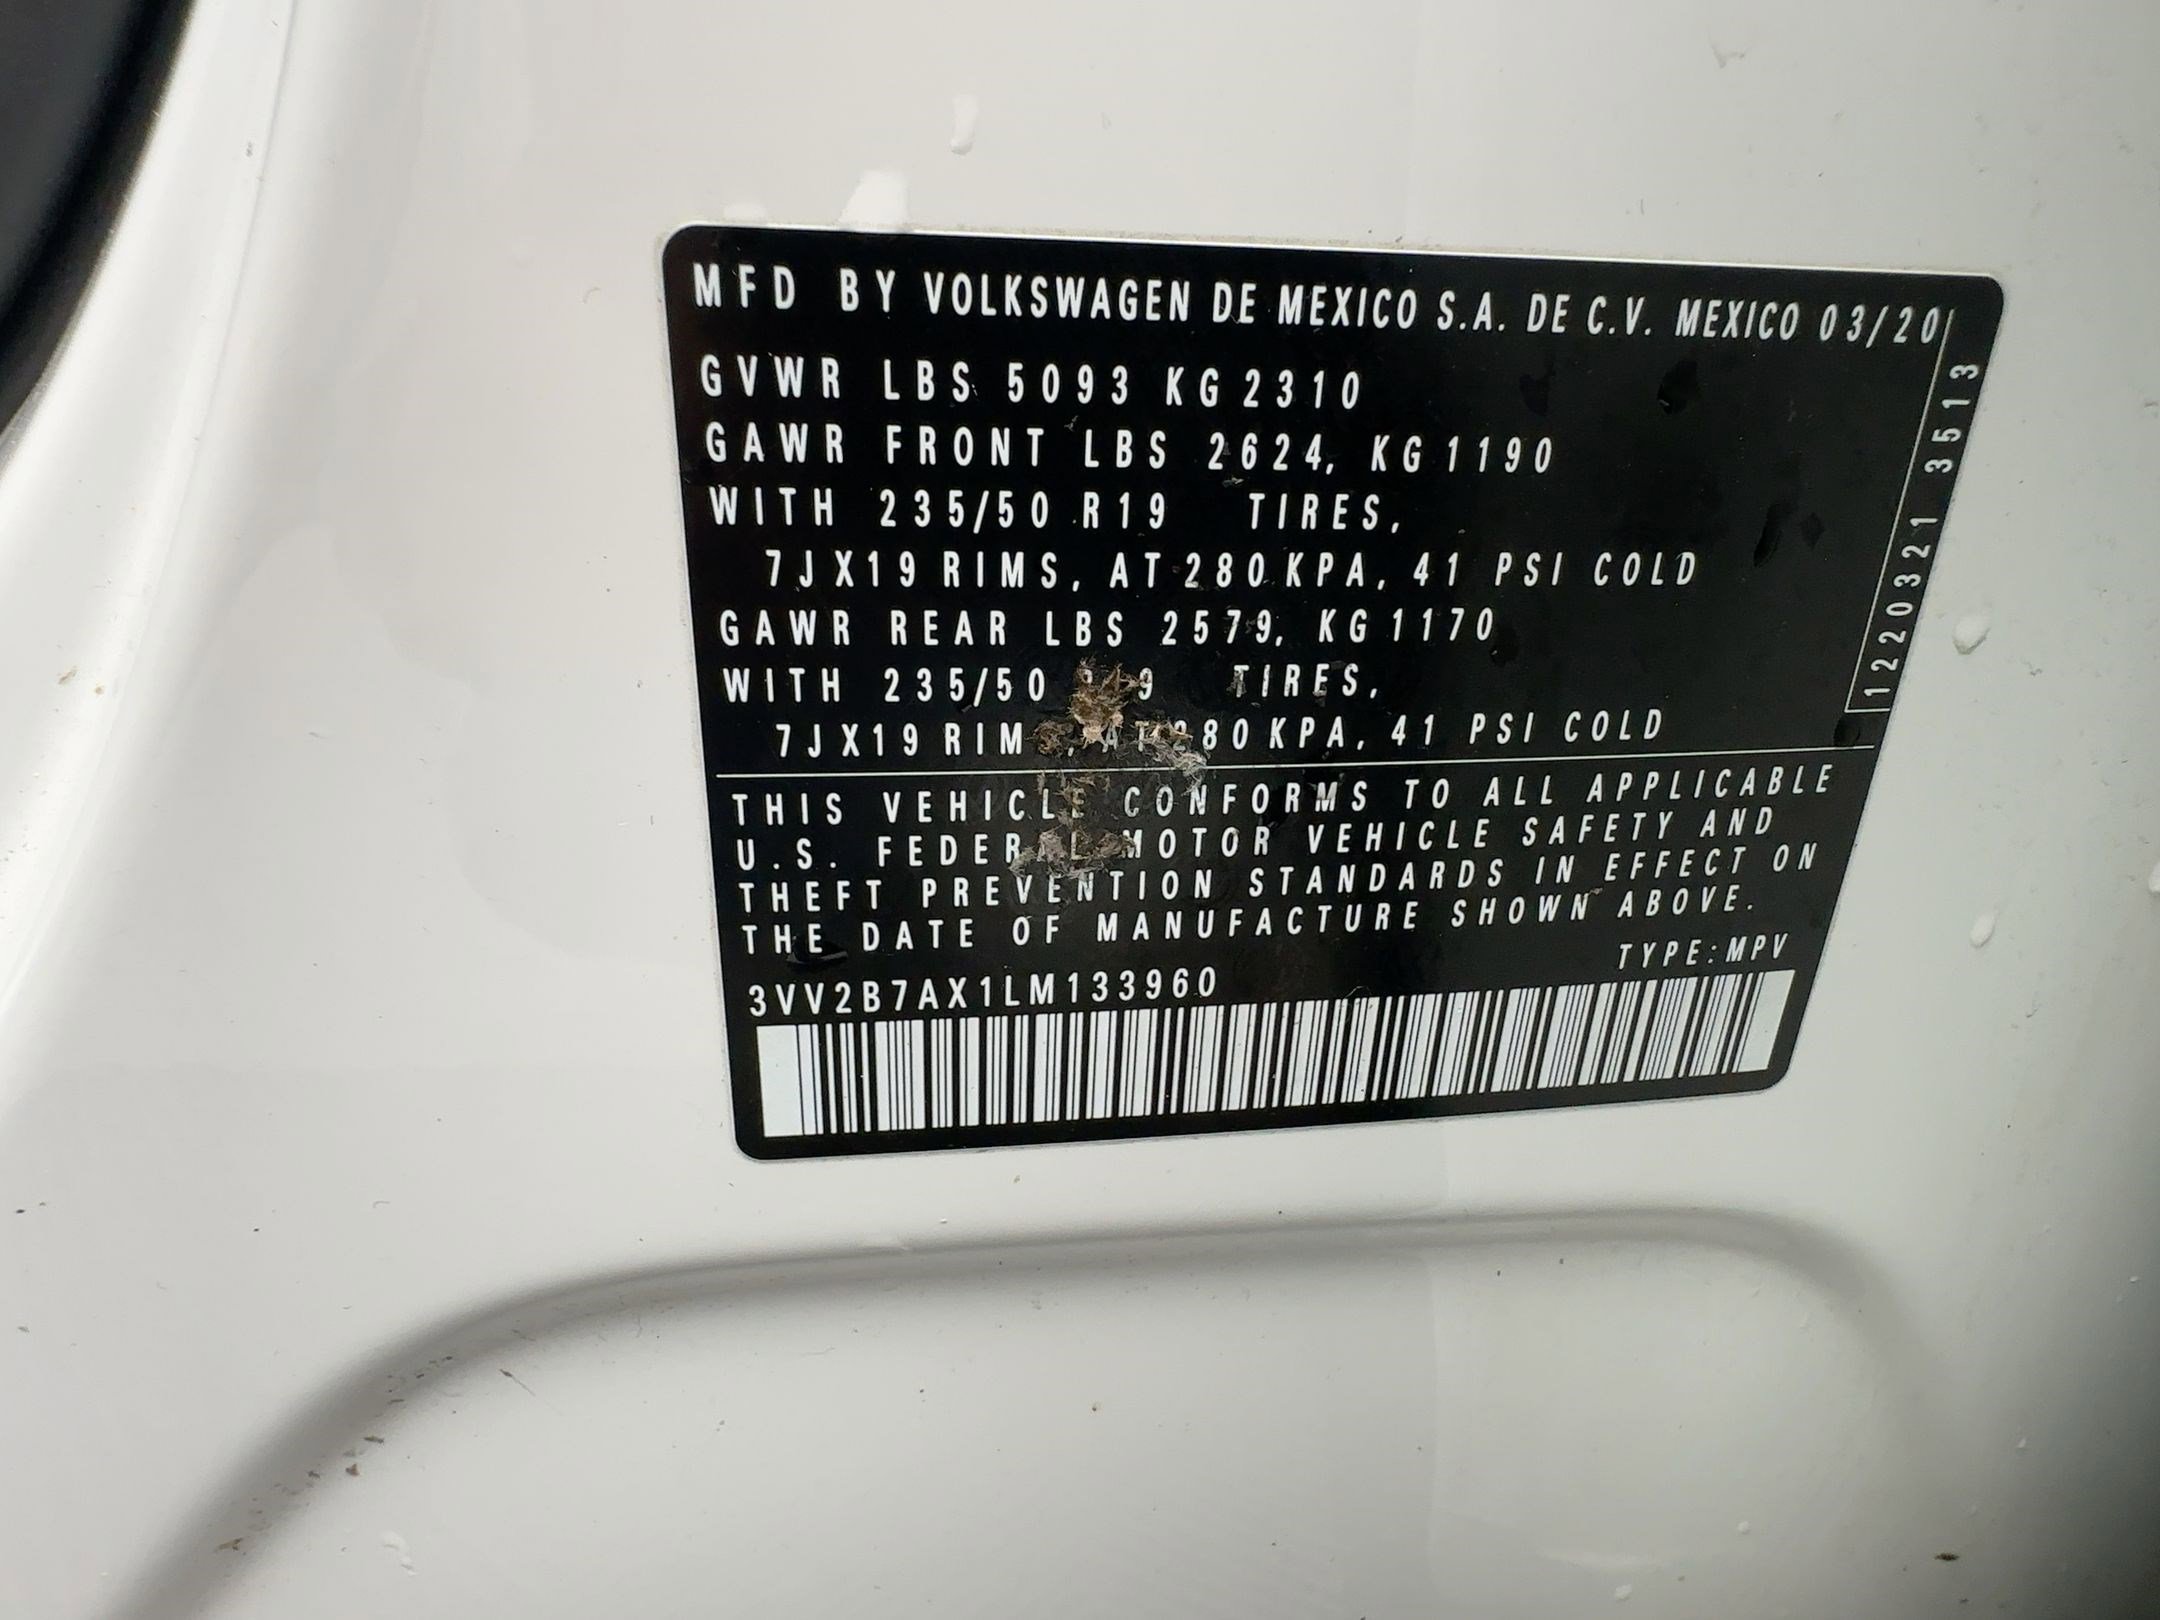 MFD BY VOLKSWAGEN DE MEXICO S.A. DE C.V. MEXICO 03/20
GVWR LBS 5093 KG 2310
GAWR FRONT LBS 2624, KG 1190
WITH 235/50 R19 TIRES,
7JX19 RIMS, AT 280 KPA, 41 PSI COLD
GAWR REAR LBS 2579, KG 1170
WITH 235/50 TIRES,
7JX19 RIM , AT 280 KPA, 41 PSI COLD
THIS VEHICLE CONFORMS TO ALL APPLICABLE
U.S. FEDERAL MOTOR VEHICLE SAFETY AND
THEFT PREVENTION STANDARDS IN EFFECT ON
THE DATE OF MANUFACTURE SHOWN ABOVE.
TYPE:MPV
3VV2B7AX1LM133960
1220321 3513